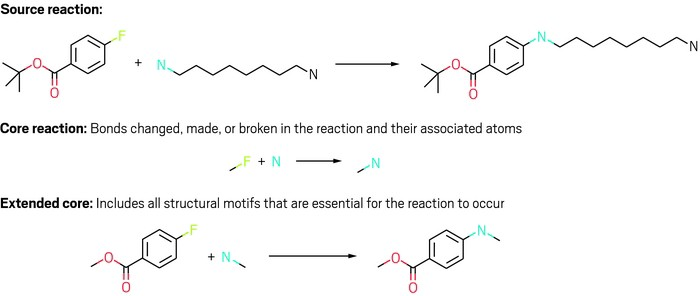 Source reaction:
F
O
O
+
N
N
N
N
O
O
Core reaction: Bonds changed, made, or broken in the reaction and their associated atoms
F + N
N
Extended core: Includes all structural motifs that are essential for the reaction to occur
F
O
O
+ N
N
O
O